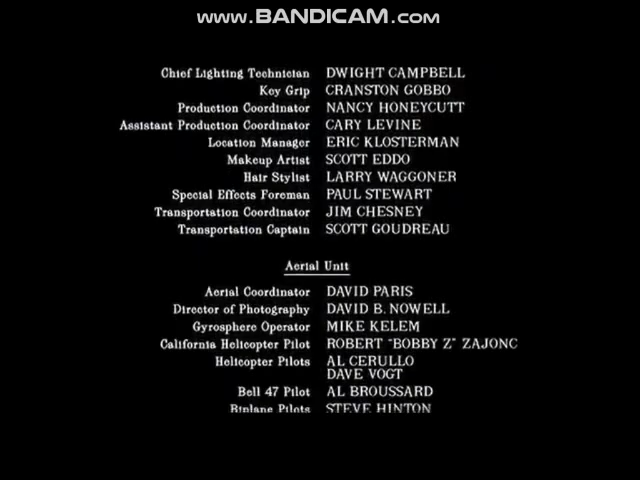 www.BANDICAM.com
Chief Lighting Technician DWIGHT CAMPBELL
Key Grip CRANSTON GOBBO
Production Coordinator NANCY HONEYCUTT
Assistant Production Coordinator CARY LEVINE
Location Manager ERIC KLOSTERMAN
Makeup Artist SCOTT EDDO
Hair Stylist LARRY WAGGONER
Special Effects Foreman PAUL STEWART
Transportation Coordinator JIM CHESNEY
Transportation Captain SCOTT GOUDREAU
Aerial Unit
Aerial Coordinator DAVID PARIS
Director of Photography DAVID B. NOWELL
Gyrosphere Operator MIKE KELEM
California Helicopter Pilot ROBERT "BOBBY Z" ZAJONC
Helicopter Pilots AL CERULLO
DAVE VOGT
Bell 47 Pilot AL BROUSSARD
Biplane Pilots STEVE HINTON